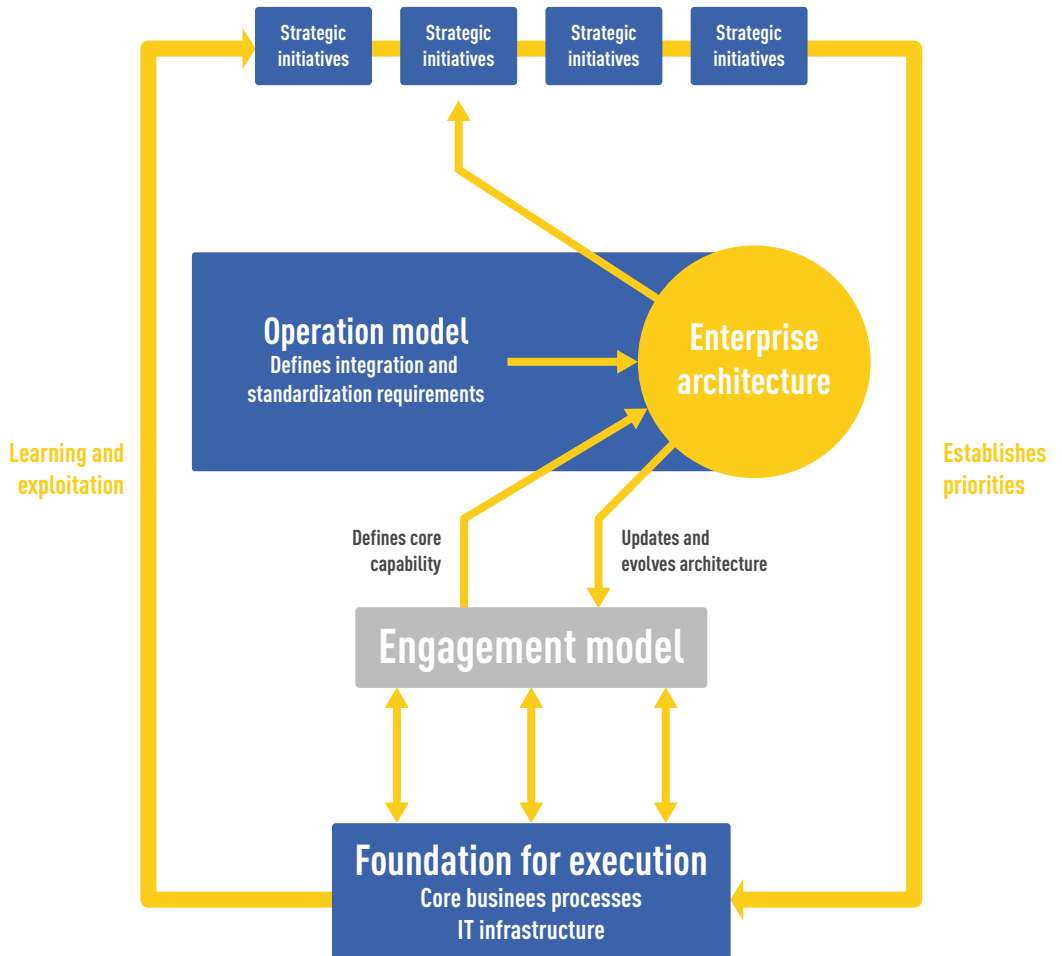 Strategic
initiatives
Strategic
initiatives
Strategic
initiatives
Strategic
initiatives
Operation model
Defines integration and
standardization requirements
Enterprise
architecture
Learning and
exploitation
Establishes
priorities
Defines core
capability
Updates and
evolves architecture
Engagement model
Foundation for execution
Core businees processes
IT infrastructure